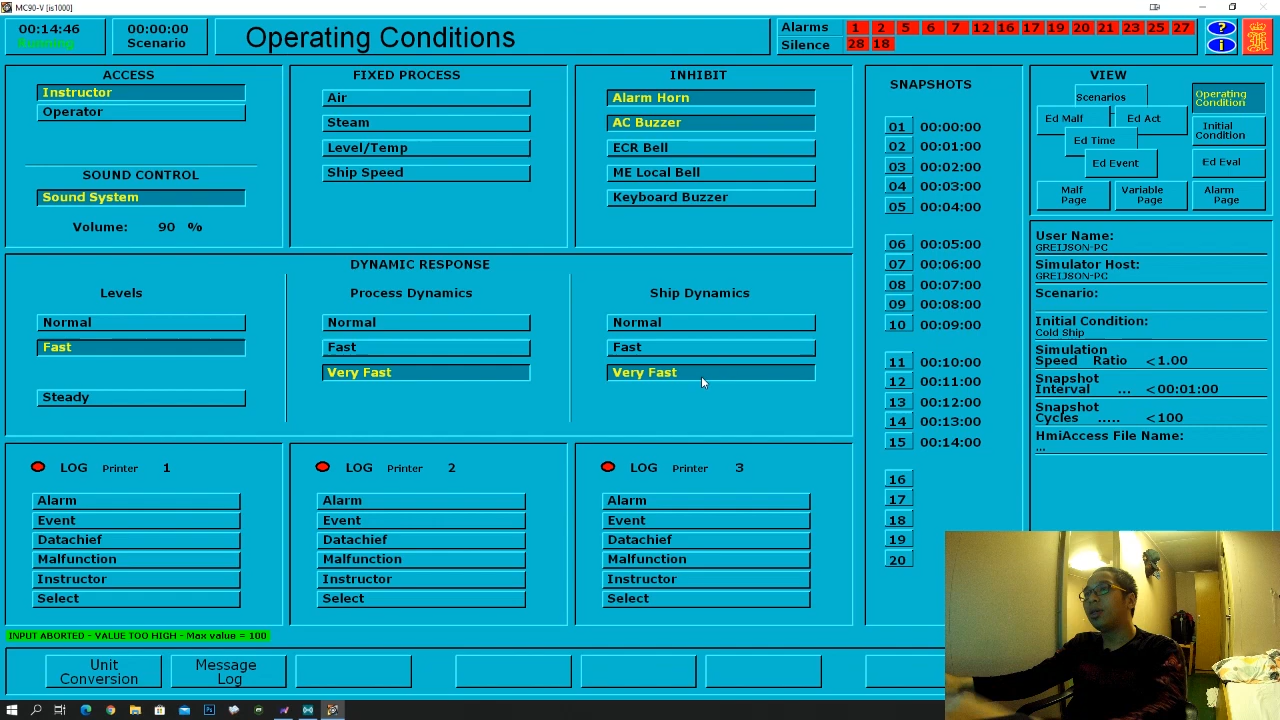 MC90-V [is1000]
00:14:46
Running
00:00:00
Scenario
Operating Conditions
Alarms 1 2 5 6 7 12 16 17 19 20 21 23 25 27
Silence 28 18
?
i
ACCESS
Instructor
Operator
SOUND CONTROL
Sound System
Volume: 90 %
FIXED PROCESS
Air
Steam
Level/Temp
Ship Speed
INHIBIT
Alarm Horn
AC Buzzer
ECR Bell
ME Local Bell
Keyboard Buzzer
DYNAMIC RESPONSE
Levels
Normal
Fast
Steady
Process Dynamics
Normal
Fast
Very Fast
Ship Dynamics
Normal
Fast
Very Fast
LOG Printer 1
Alarm
Event
Datachief
Malfunction
Instructor
Select
LOG Printer 2
Alarm
Event
Datachief
Malfunction
Instructor
Select
LOG Printer 3
Alarm
Event
Datachief
Malfunction
Instructor
Select
SNAPSHOTS
01 00:00:00
02 00:01:00
03 00:02:00
04 00:03:00
05 00:04:00
06 00:05:00
07 00:06:00
08 00:07:00
09 00:08:00
10 00:09:00
11 00:10:00
12 00:11:00
13 00:12:00
14 00:13:00
15 00:14:00
16
17
18
19
20
VIEW
Scenarios
Ed Malf
Ed Act
Ed Time
Ed Event
Operating
Condition
Initial
Condition
Ed Eval
Malf
Page
Variable
Page
Alarm
Page
User Name:
GREIJSON-PC
Simulator Host:
GREIJSON-PC
Scenario:
Initial Condition:
Cold Ship
Simulation
Speed Ratio <1.00
Snapshot
Interval ... <00:01:00
Snapshot
Cycles ..... <100
HmiAccess File Name:
...
INPUT ABORTED - VALUE TOO HIGH - Max value = 100
Unit
Conversion
Message
Log